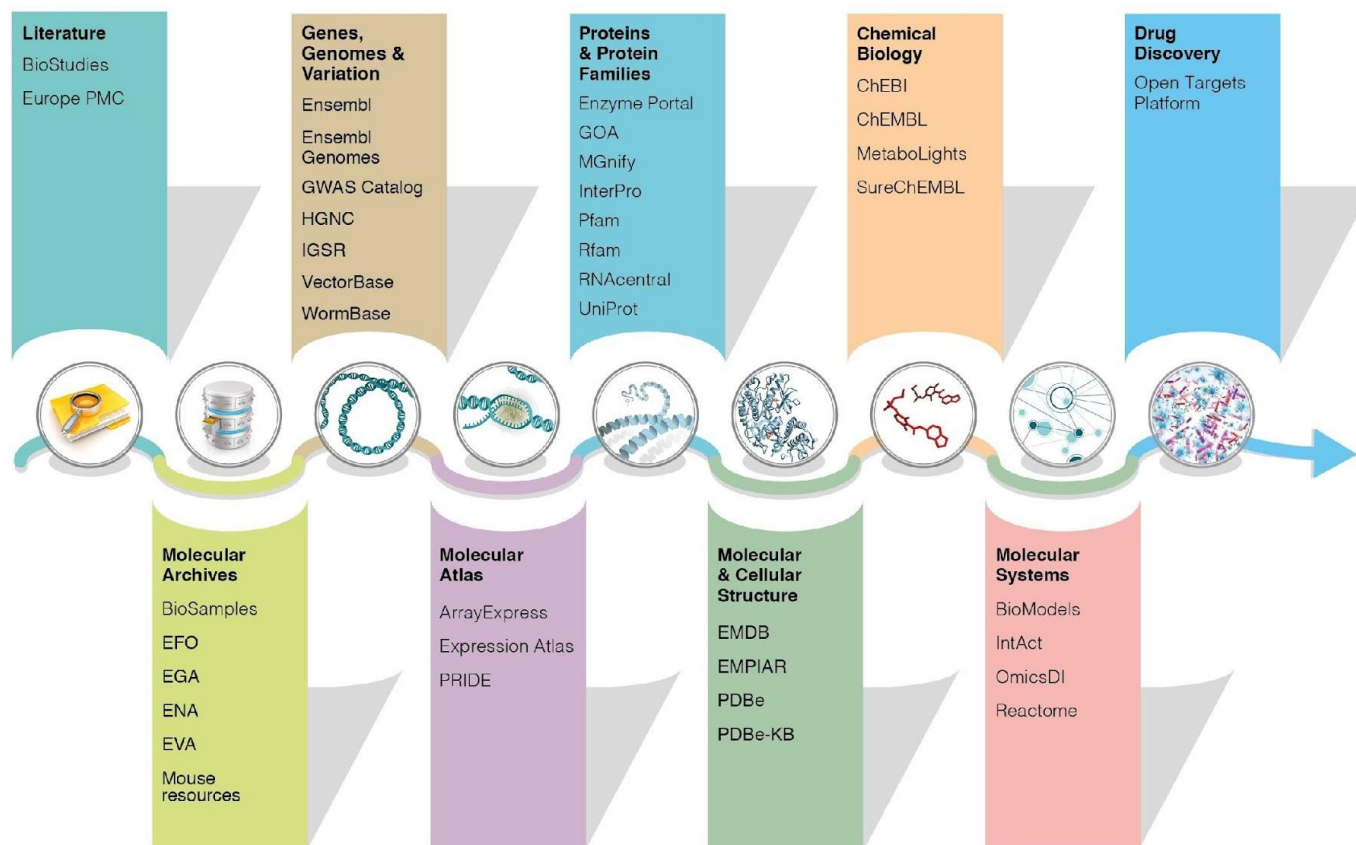 Literature
BioStudies
Europe PMC
Genes,
Genomes &
Variation
Ensembl
Ensembl
Genomes
GWAS Catalog
HGNC
IGSR
VectorBase
WormBase
Proteins
& Protein
Families
Enzyme Portal
GOA
MGnify
InterPro
Pfam
Rfam
RNAcentral
UniProt
Chemical
Biology
ChEBI
ChEMBL
MetaboLights
SureChEMBL
Drug
Discovery
Open Targets
Platform
Molecular
Archives
BioSamples
EFO
EGA
ENA
EVA
Mouse
resources
Molecular
Atlas
ArrayExpress
Expression Atlas
PRIDE
Molecular
& Cellular
Structure
EMDB
EMPIAR
PDBe
PDBe-KB
Molecular
Systems
BioModels
IntAct
OmicsDI
Reactome